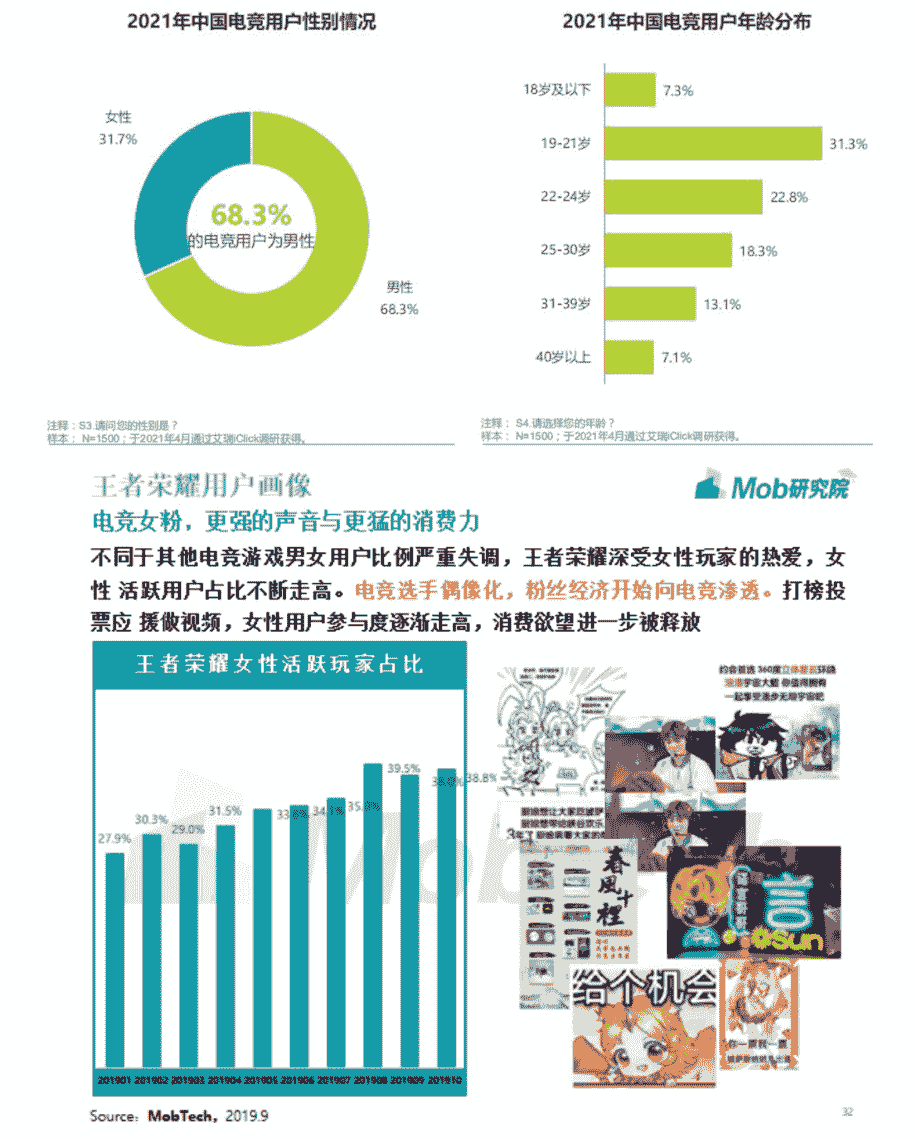 2021年中国电竞用户性别情况
女性
31.7%
68.3%
的电竞用户为男性
男性
68.3%
注释:S3.请问您的性别是?
样本: N=1500;于2021年4月通过艾瑞iClick调研获得。
2021年中国电竞用户年龄分布
18岁及以下
7.3%
19-21岁
31.3%
22-24岁
22.8%
25-30岁
18.3%
31-39岁
13.1%
40岁以上
7.1%
注释: S4.请选择您的年龄?
样本: N=1500;于2021年4月通过艾瑞iClick调研获得。
王者荣耀用户画像
Mob研究院
电竞女粉,更强的声音与更猛的消费力
不同于其他电竞游戏男女用户比例严重失调,王者荣耀深受女性玩家的热爱,女
性 活跃用户占比不断走高。电竞选手偶像化,粉丝经济开始向电竞渗透。打榜投
票应 援做视频,女性用户参与度逐渐走高,消费欲望进一步被释放
王者荣耀女性活跃玩家占比
27.9%
30.3%
29.0%
31.5%
39.5%
38.8%
201901 201902 201903 201904 201905 201906 201907 201908 201909 201910
春風十裡
sun
给个机会
你一票我一票
Source: MobTech, 2019.9
32